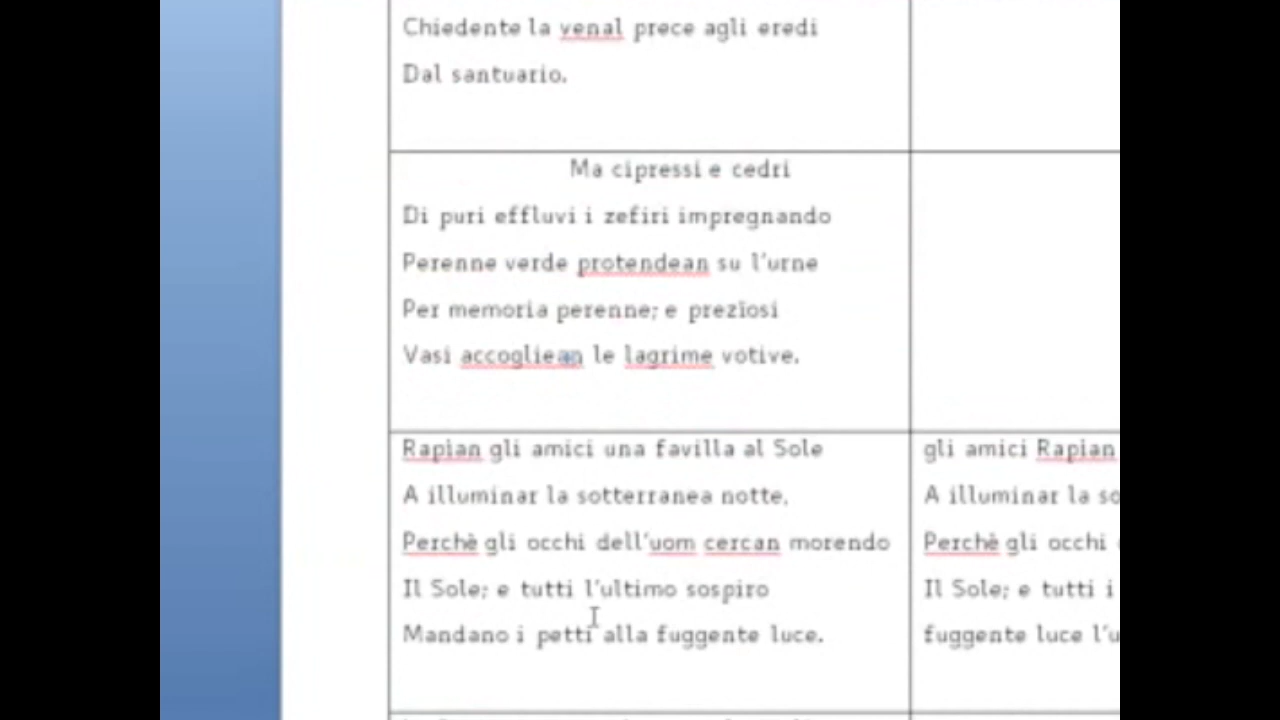 Chiedente la venal prece agli eredi
Dal santuario.
Ma cipressi e cedri
Di puri effluvi i zefiri impregnando
Perenne verde protendean su l'urne
Per memoria perenne; e prezïosi
Vasi accogliean le lagrime votive.
Rapìan gli amici una favilla al Sole
A illuminar la sotterranea notte,
Perchè gli occhi dell'uom cercan morendo
Il Sole; e tutti l'ultimo sospiro
Mandano i petti alla fuggente luce.
gli amici Rapìan
A illuminar la so
Perchè gli occhi
Il Sole; e tutti i
fuggente luce l'u